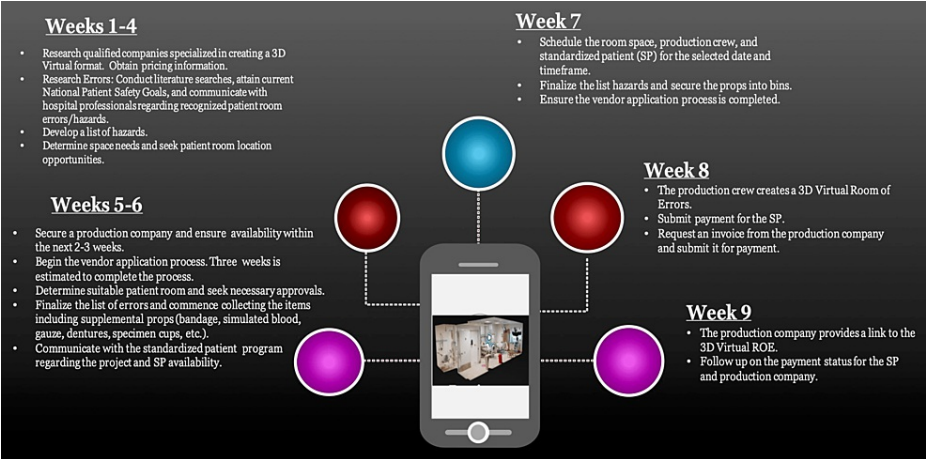 Weeks 1-4
• Research qualified companies specialized in creating a 3D
Virtual format. Obtain pricing information.
• Research Errors: Conduct literature searches, attain current
National Patient Safety Goals, and communicate with
hospital professionals regarding recognized patient room
errors/hazards.
• Develop a list of hazards.
• Determine space needs and seek patient room location
opportunities.
Weeks 5-6
• Secure a production company and ensure availability within
the next 2-3 weeks.
• Begin the vendor application process. Three weeks is
estimated to complete the process.
• Determine suitable patient room and seek necessary approvals.
• Finalize the list of errors and commence collecting the items
including supplemental props (bandage, simulated blood,
gauze, dentures, specimen cups, etc.).
• Communicate with the standardized patient program
regarding the project and SP availability.
Week 7
• Schedule the room space, production crew, and
standardized patient (SP) for the selected date and
timeframe.
• Finalize the list hazards and secure the props into bins.
• Ensure the vendor application process is completed.
Week 8
• The production crew creates a 3D Virtual Room of
Errors.
• Submit payment for the SP.
• Request an invoice from the production company
and submit it for payment.
Week 9
• The production company provides a link to the
3D Virtual ROE.
• Follow up on the payment status for the SP
and production company.